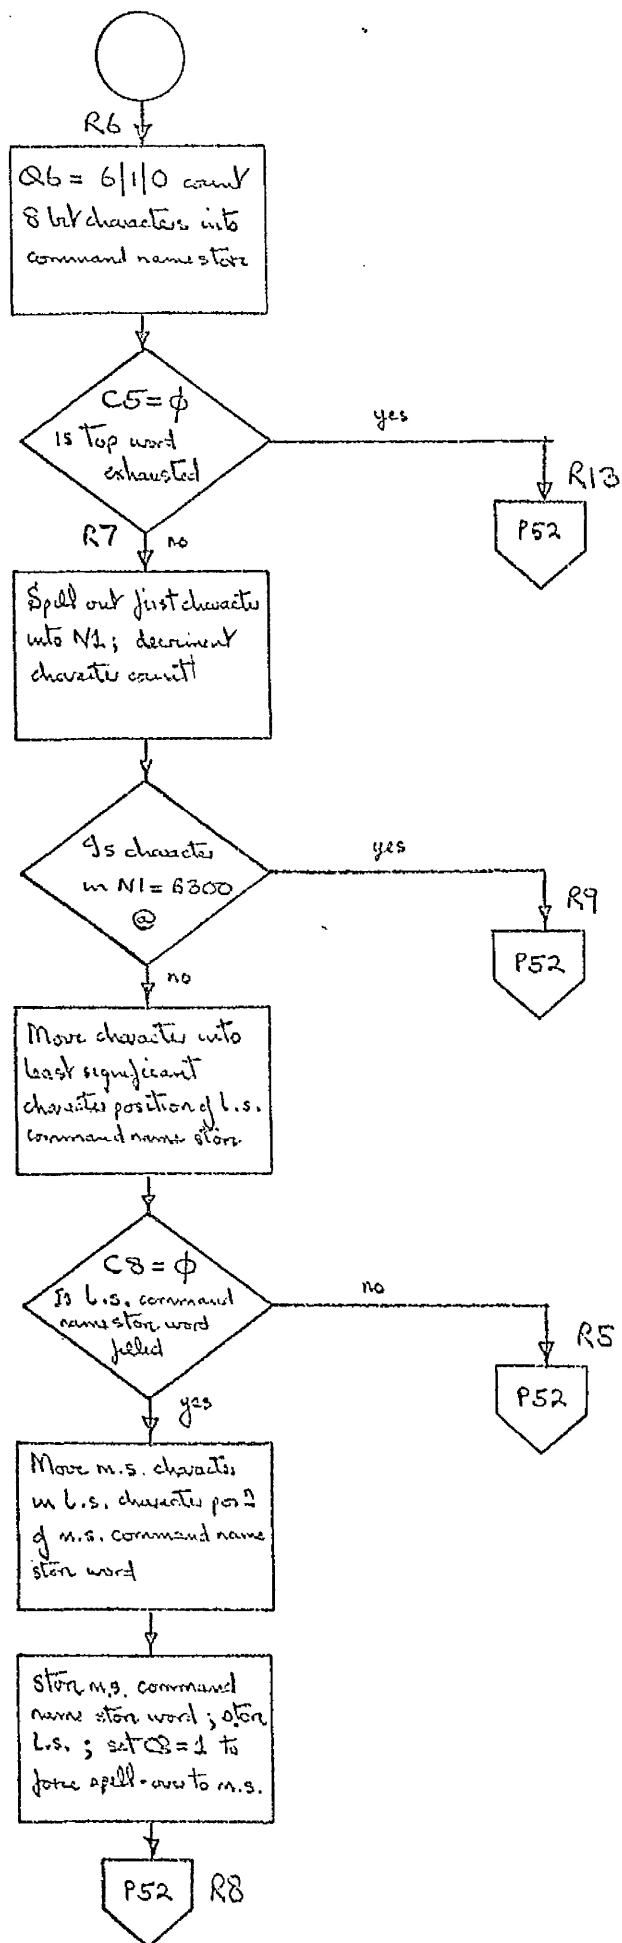 R6
Q6 = 6/1/0 count
8 bit characters into
command name store
C5 = ϕ
is Top word
exhausted
yes
R13
P52
R7
no
Spill out first character
into N1; decriment
character count
Is character
in N1 = B300
@
yes
R9
P52
no
Move character into
least significant
character position of l.s.
command name store
C8 = ϕ
Is l.s. command
name store word
filled
no
R5
P52
yes
Move m.s. character
in l.s. character pos
of m.s. command name
store word
store m.s. command
name store word; store
l.s.; set C8 = 1 to
force spell-over to m.s.
P52
R8